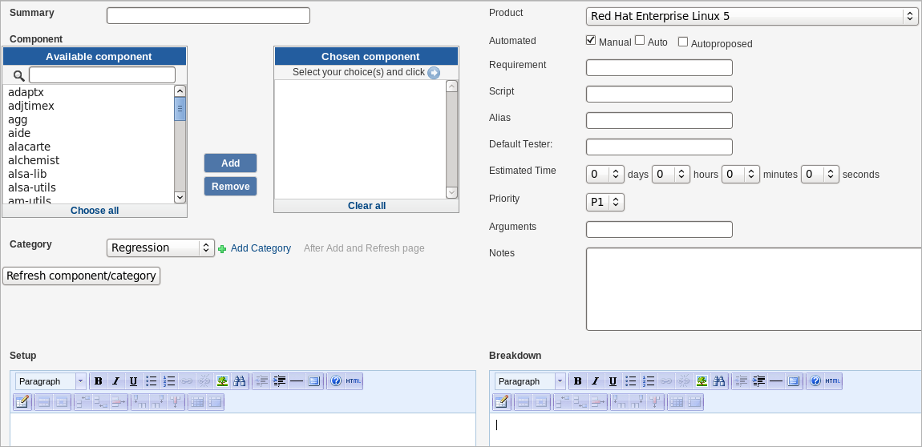 Summary
Component
Available component
adaptx
adjtimex
agg
aide
alacarte
alchemist
alsa-lib
alsa-utils
am-utils
Choose all
Add
Remove
Chosen component
Select your choice(s) and click
Clear all
Category
Regression
Add Category
After Add and Refresh page
Refresh component/category
Product
Red Hat Enterprise Linux 5
Automated
Manual Auto Autoproposed
Requirement
Script
Alias
Default Tester:
Estimated Time
0 days 0 hours 0 minutes 0 seconds
Priority
P1
Arguments
Notes
Setup
Paragraph B I U HTML
Breakdown
Paragraph B I U HTML